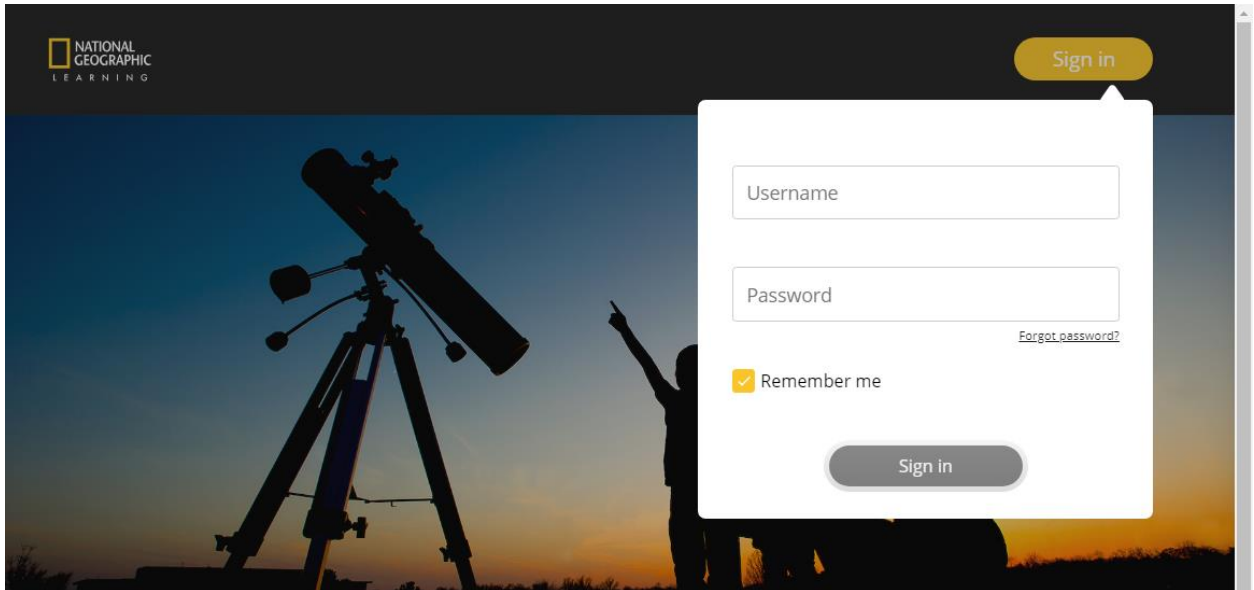 NATIONAL
GEOGRAPHIC
LEARNING
Sign in
Username
Password
Forgot password?
Remember me
Sign in